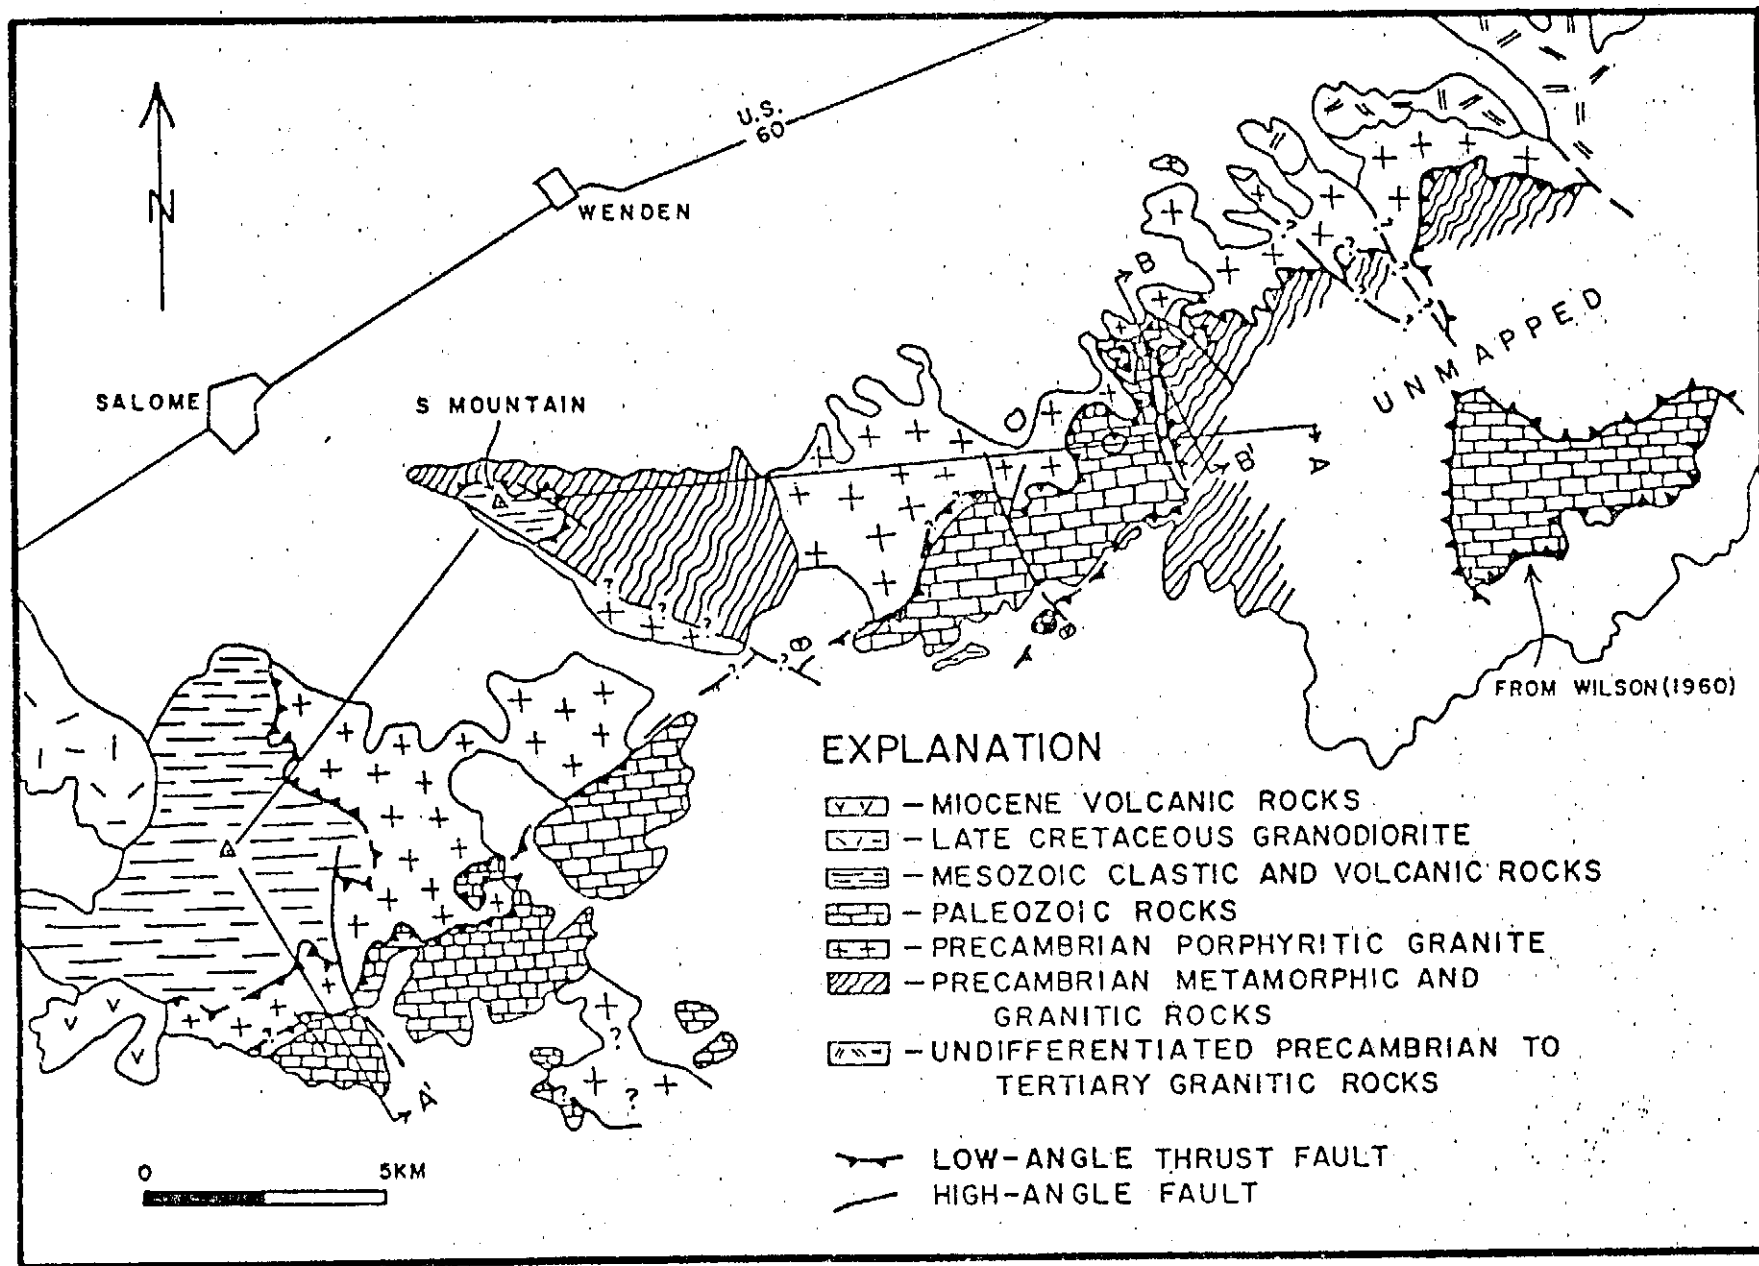 U.S.
60
N
WENDEN
B
UNMAPPED
SALOME
S MOUNTAIN
B'
A
FROM WILSON (1960)
EXPLANATION
v v – MIOCENE VOLCANIC ROCKS
– LATE CRETACEOUS GRANODIORITE
– MESOZOIC CLASTIC AND VOLCANIC ROCKS
– PALEOZOIC ROCKS
+ + – PRECAMBRIAN PORPHYRITIC GRANITE
– PRECAMBRIAN METAMORPHIC AND
GRANITIC ROCKS
– UNDIFFERENTIATED PRECAMBRIAN TO
TERTIARY GRANITIC ROCKS
A'
0 5KM
LOW-ANGLE THRUST FAULT
HIGH-ANGLE FAULT